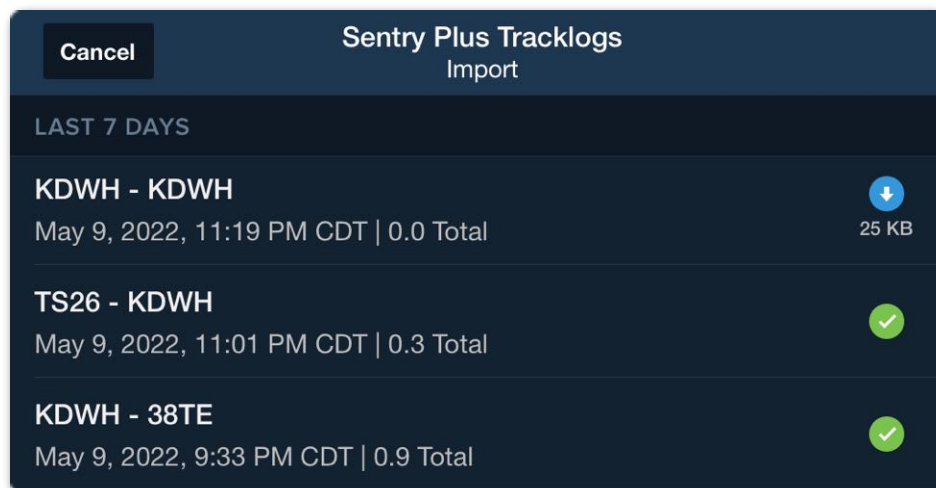 Cancel
Sentry Plus Tracklogs
Import
LAST 7 DAYS
KDWH - KDWH
May 9, 2022, 11:19 PM CDT | 0.0 Total
25 KB
TS26 - KDWH
May 9, 2022, 11:01 PM CDT | 0.3 Total
KDWH - 38TE
May 9, 2022, 9:33 PM CDT | 0.9 Total